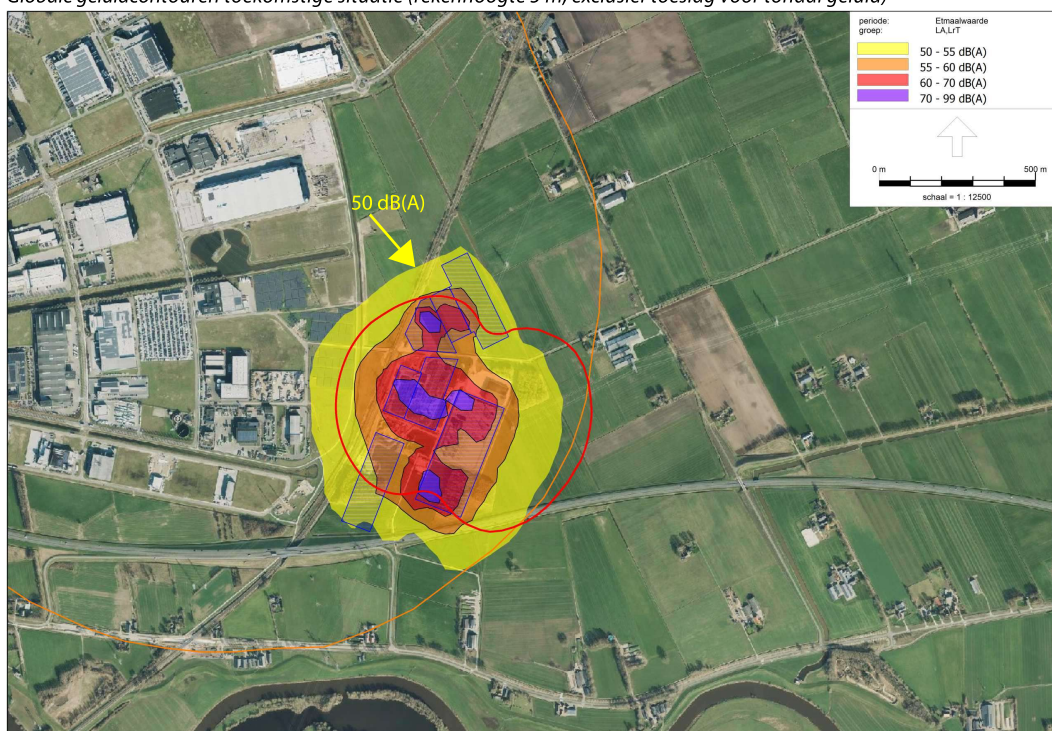 Globale geluidcontouren toekomstige situatie (rekenhoogte 5 m, exclusief toeslag voor tonaal geluid)
periode: Etmaalwaarde
groep: LA,LrT
50 - 55 dB(A)
55 - 60 dB(A)
60 - 70 dB(A)
70 - 99 dB(A)
0 m 500 m
schaal = 1 : 12500
50 dB(A)